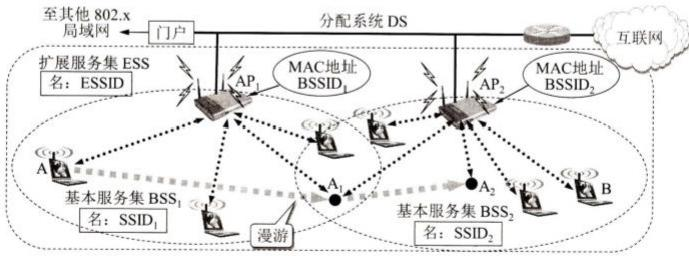 至其他 802.x
局域网
门户
分配系统 DS
互联网
扩展服务集 ESS
名：ESSID
AP₁
MAC地址
BSSID₁
AP₂
MAC地址
BSSID₂
A
A₁
A₂
B
基本服务集 BSS₁
名：SSID₁
漫游
基本服务集 BSS₂
名：SSID₂